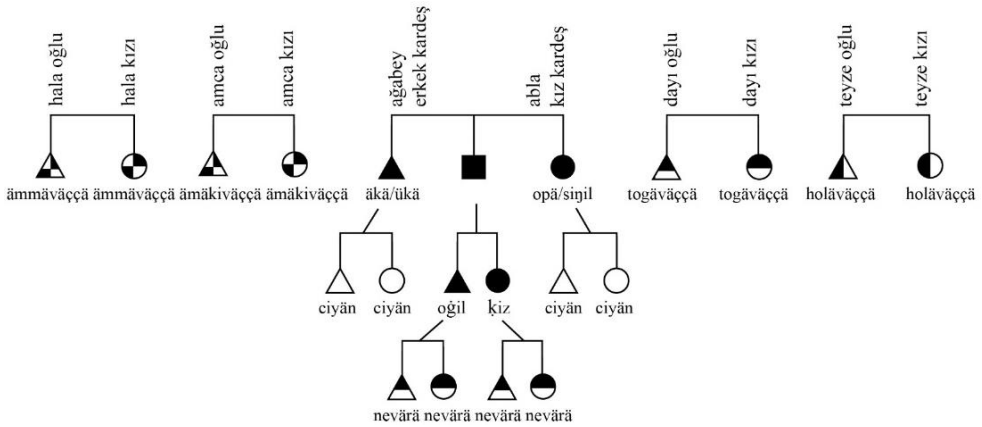 hala oğlu
hala kızı
amca oğlu
amca kızı
ağabey
erkek kardeş
abla
kız kardeş
dayı oğlu
dayı kızı
teyze oğlu
teyze kızı
ämmäväççä ämmäväççä ämäkiväççä ämäkiväççä äkä/ükä opä/siŋil togäväççä togäväççä holäväççä holäväççä
ciyän ciyän oġil ḳiz ciyän ciyän
nevärä nevärä nevärä nevärä